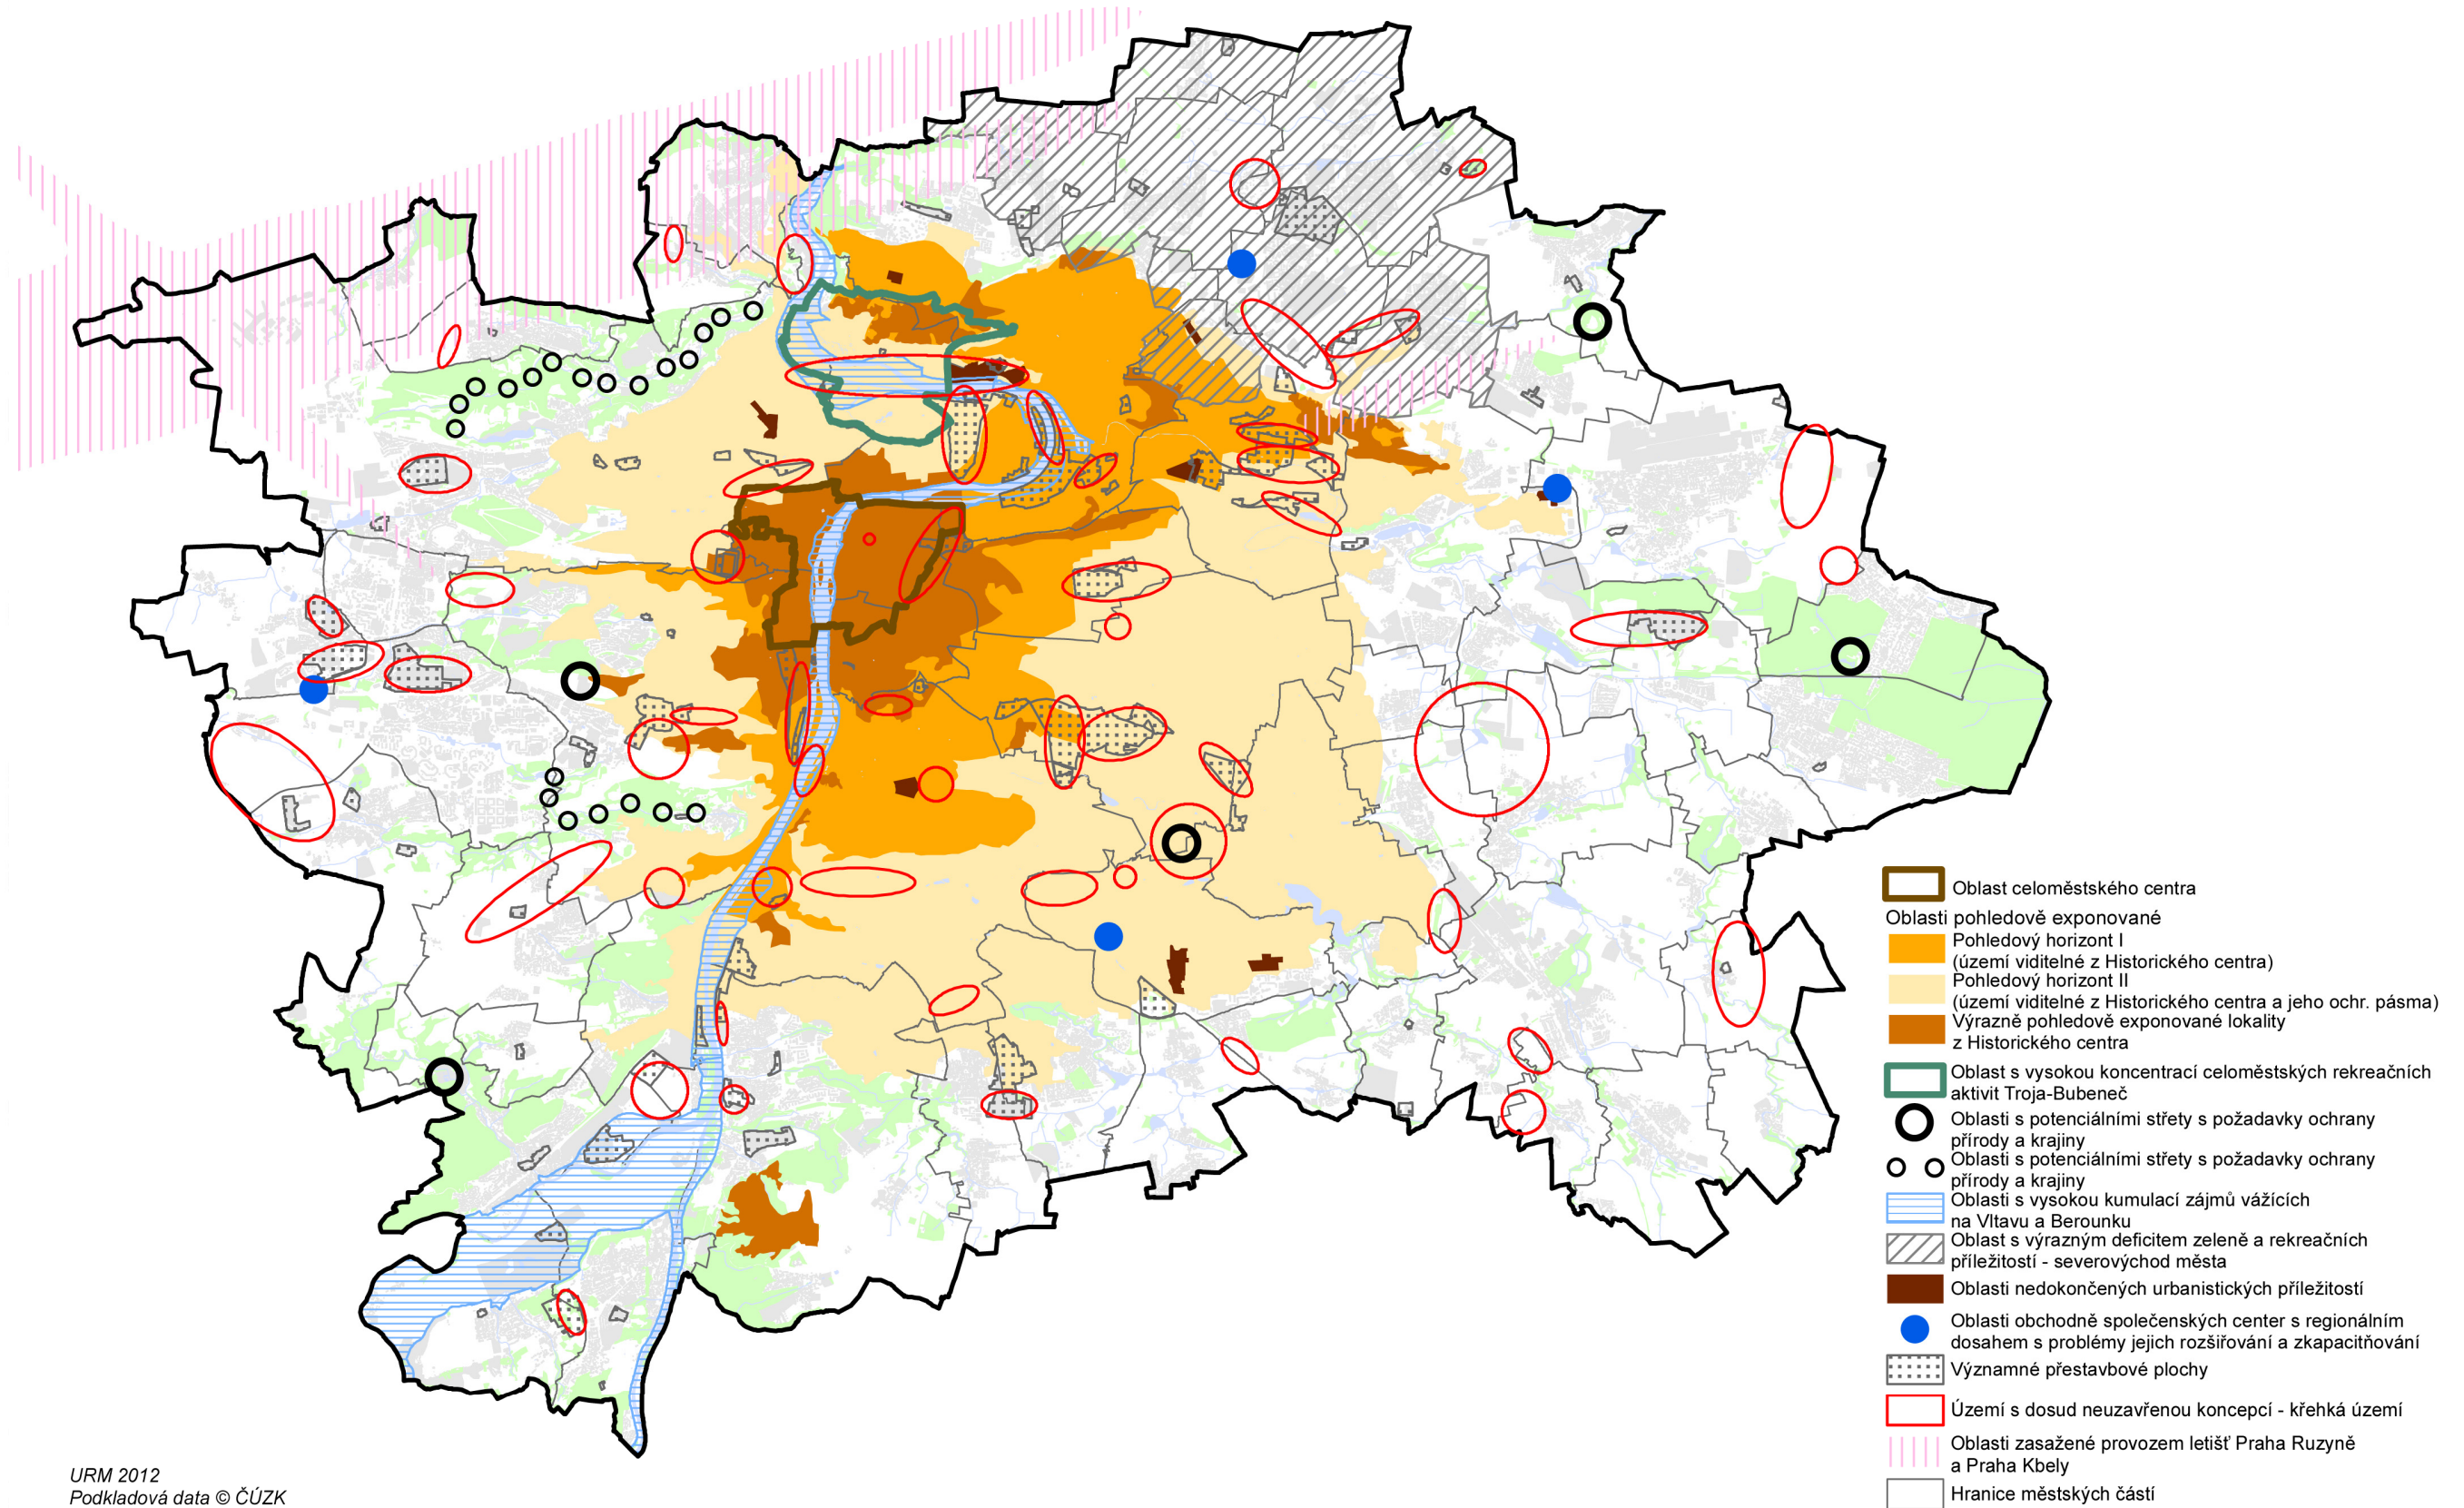 Oblast celoměstského centra
Oblasti pohledově exponované
Pohledový horizont I
(území viditelné z Historického centra)
Pohledový horizont II
(území viditelné z Historického centra a jeho ochr. pásma)
Výrazně pohledově exponované lokality
z Historického centra
Oblast s vysokou koncentrací celoměstských rekreačních
aktivit Troja-Bubeneč
Oblasti s potenciálními střety s požadavky ochrany
přírody a krajiny
Oblasti s potenciálními střety s požadavky ochrany
přírody a krajiny
Oblasti s vysokou kumulací zájmů vážících
na Vltavu a Berounku
Oblast s výrazným deficitem zeleně a rekreačních
příležitostí - severovýchod města
Oblasti nedokončených urbanistických příležitostí
Oblasti obchodně společenských center s regionálním
dosahem s problémy jejich rozšiřování a zkapacitňování
Významné přestavbové plochy
Území s dosud neuzavřenou koncepcí - křehká území
Oblasti zasažené provozem letišť Praha Ruzyně
a Praha Kbely
Hranice městských částí
URM 2012
Podkladová data © ČÚZK